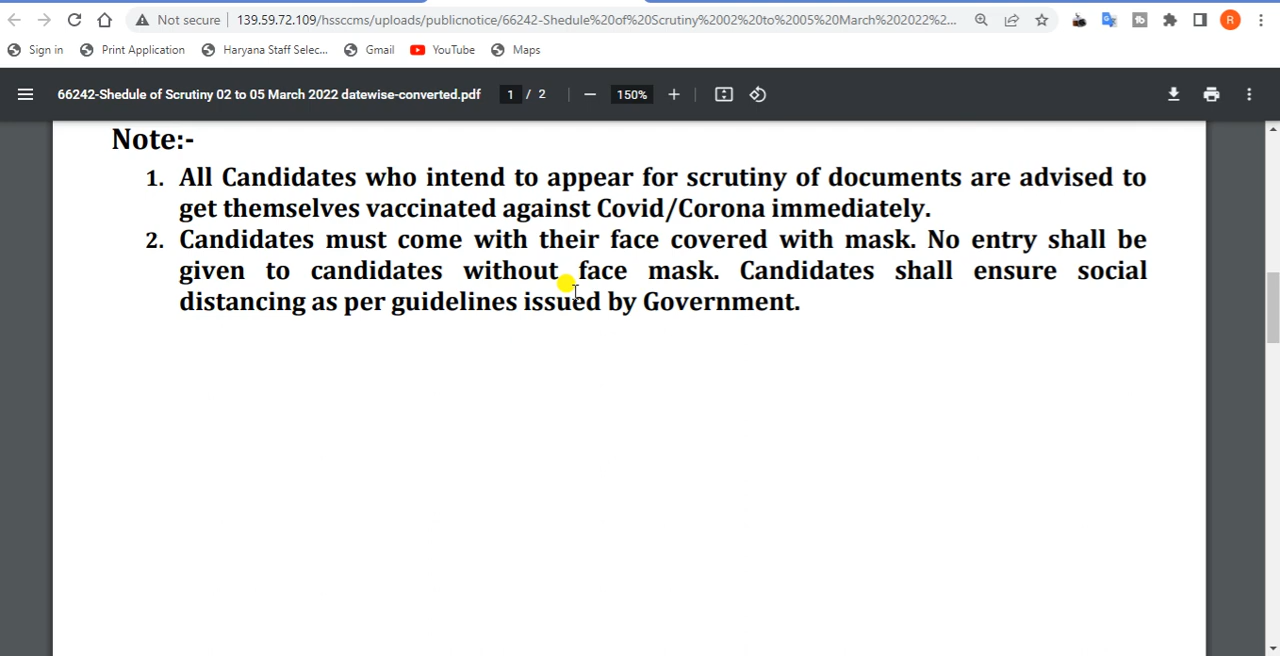 Not secure 139.59.72.109/hssccms/uploads/publicnotice/66242-Shedule%20of%20Scrutiny%2002%20to%2005%20March%202022%2... R
Sign in Print Application Haryana Staff Selec... Gmail YouTube Maps
66242-Shedule of Scrutiny 02 to 05 March 2022 datewise-converted.pdf 1 / 2 150%
Note:-
1. All Candidates who intend to appear for scrutiny of documents are advised to
get themselves vaccinated against Covid/Corona immediately.
2. Candidates must come with their face covered with mask. No entry shall be
given to candidates without face mask. Candidates shall ensure social
distancing as per guidelines issued by Government.